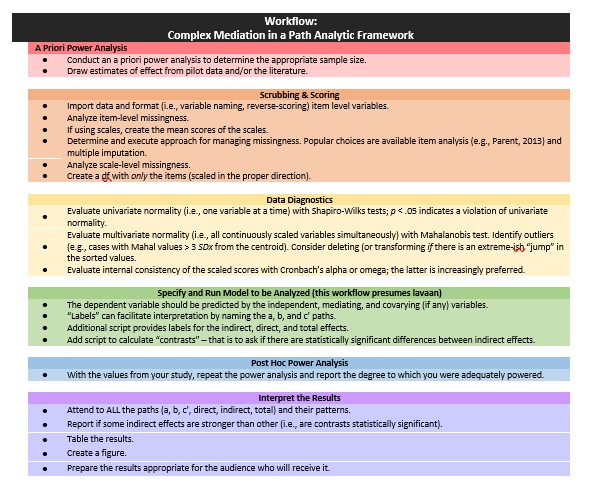 Workflow:
Complex Mediation in a Path Analytic Framework
A Priori Power Analysis
● Conduct an a priori power analysis to determine the appropriate sample size.
● Draw estimates of effect from pilot data and/or the literature.
Scrubbing & Scoring
● Import data and format (i.e., variable naming, reverse-scoring) item level variables.
● Analyze item-level missingness.
● If using scales, create the mean scores of the scales.
● Determine and execute approach for managing missingness. Popular choices are available item analysis (e.g., Parent, 2013) and
multiple imputation.
● Analyze scale-level missingness.
● Create a df with only the items (scaled in the proper direction).
Data Diagnostics
● Evaluate univariate normality (i.e., one variable at a time) with Shapiro-Wilks tests; p < .05 indicates a violation of univariate
normality.
● Evaluate multivariate normality (i.e., all continuously scaled variables simultaneously) with Mahalanobis test. Identify outliers
(e.g., cases with Mahal values > 3 SDx from the centroid). Consider deleting (or transforming if there is an extreme-ish "jump" in
the sorted values.
● Evaluate internal consistency of the scaled scores with Cronbach's alpha or omega; the latter is increasingly preferred.
Specify and Run Model to be Analyzed (this workflow presumes lavaan)
● The dependent variable should be predicted by the independent, mediating, and covarying (if any) variables.
● "Labels" can facilitate interpretation by naming the a, b, and c' paths.
● Additional script provides labels for the indirect, direct, and total effects.
● Add script to calculate "contrasts" – that is to ask if there are statistically significant differences between indirect effects.
Post Hoc Power Analysis
● With the values from your study, repeat the power analysis and report the degree to which you were adequately powered.
Interpret the Results
● Attend to ALL the paths (a, b, c', direct, indirect, total) and their patterns.
● Report if some indirect effects are stronger than other (i.e., are contrasts statistically significant).
● Table the results.
● Create a figure.
● Prepare the results appropriate for the audience who will receive it.